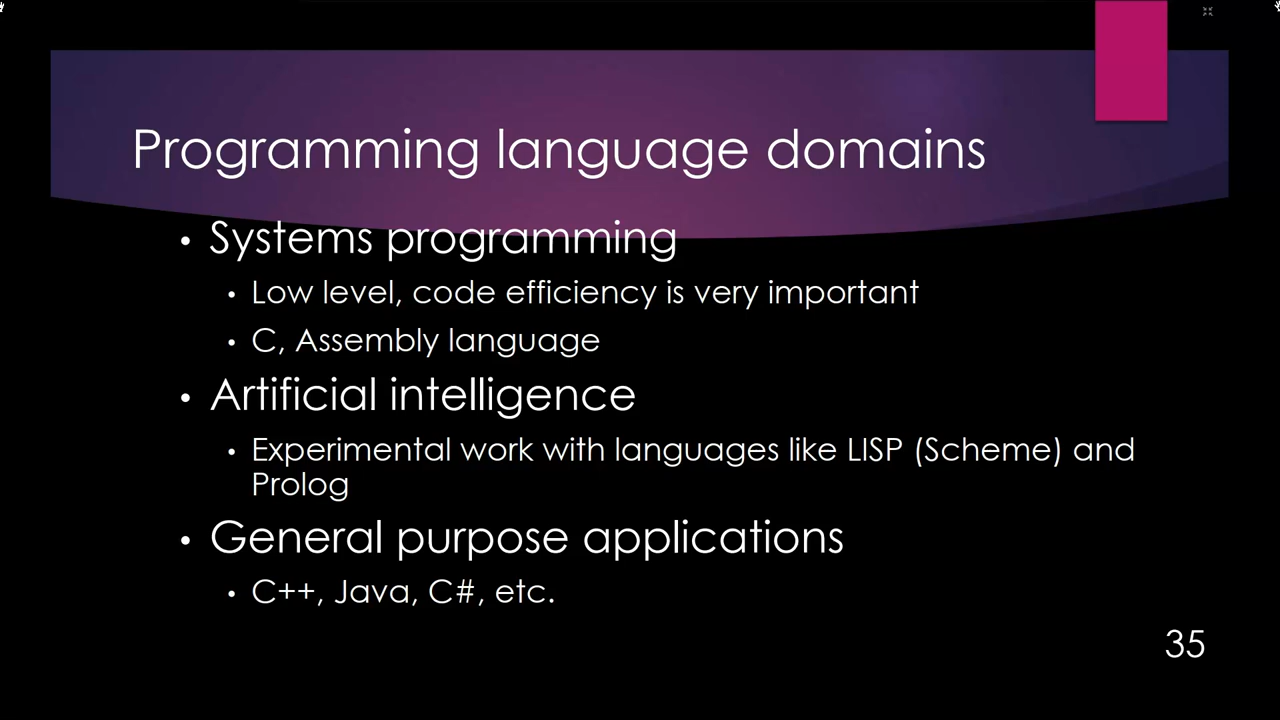 Programming language domains
• Systems programming
• Low level, code efficiency is very important
• C, Assembly language
• Artificial intelligence
• Experimental work with languages like LISP (Scheme) and
Prolog
• General purpose applications
• C++, Java, C#, etc.
35